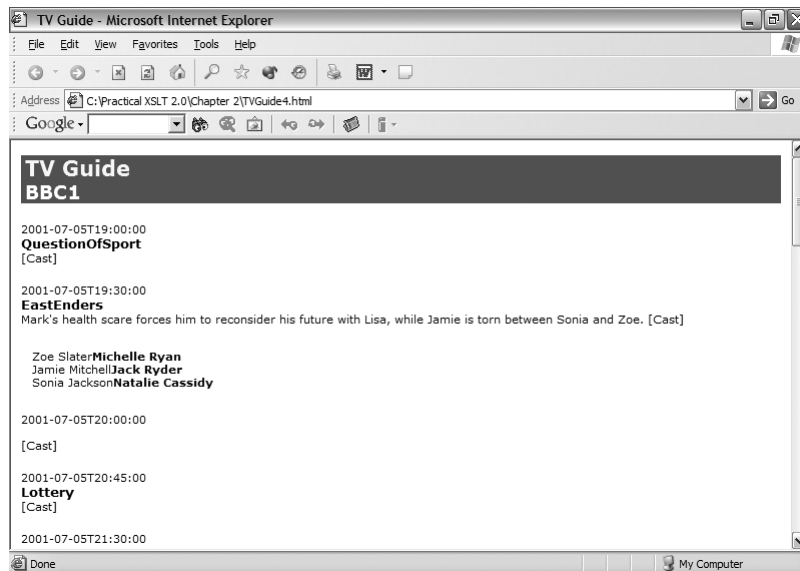 TV Guide - Microsoft Internet Explorer
File Edit View Favorites Tools Help
Address C:\Practical XSLT 2.0\Chapter 2\TVGuide4.html Go
Google
TV Guide
BBC1
2001-07-05T19:00:00
QuestionOfSport
[Cast]
2001-07-05T19:30:00
EastEnders
Mark's health scare forces him to reconsider his future with Lisa, while Jamie is torn between Sonia and Zoe. [Cast]
Zoe SlaterMichelle Ryan
Jamie MitchellJack Ryder
Sonia JacksonNatalie Cassidy
2001-07-05T20:00:00
[Cast]
2001-07-05T20:45:00
Lottery
[Cast]
2001-07-05T21:30:00
Done My Computer